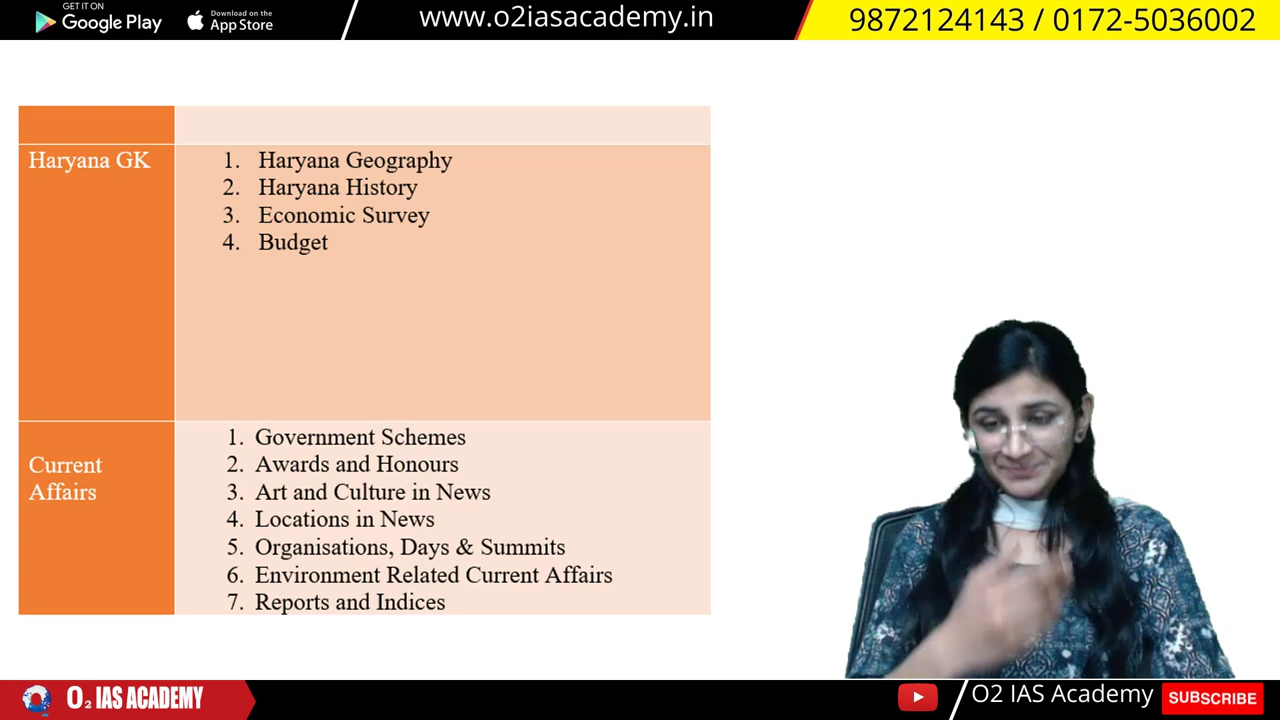 GET IT ON
Google Play
Download on the
App Store
www.o2iasacademy.in
9872124143 / 0172-5036002
Haryana GK
1. Haryana Geography
2. Haryana History
3. Economic Survey
4. Budget
Current
Affairs
1. Government Schemes
2. Awards and Honours
3. Art and Culture in News
4. Locations in News
5. Organisations, Days & Summits
6. Environment Related Current Affairs
7. Reports and Indices
O2 IAS ACADEMY
O2 IAS Academy
SUBSCRIBE